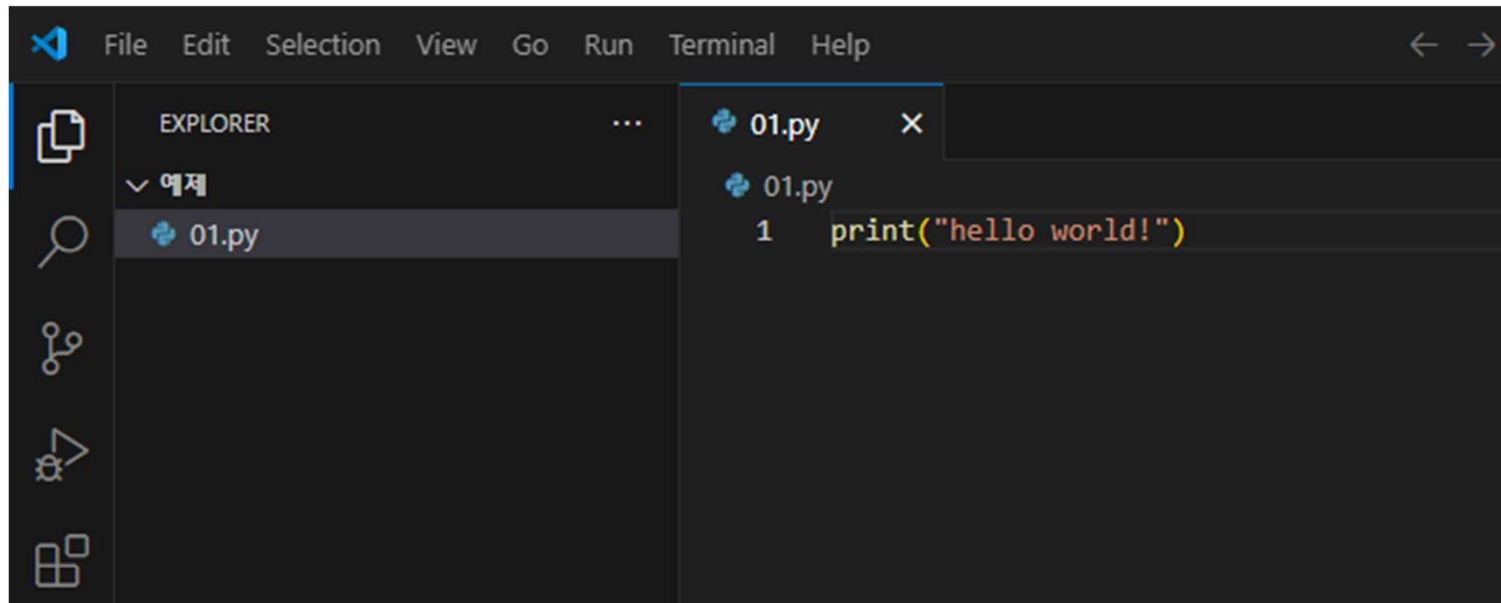 File Edit Selection View Go Run Terminal Help ← →
EXPLORER ...
예제
01.py
01.py
01.py
1 print("hello world!")